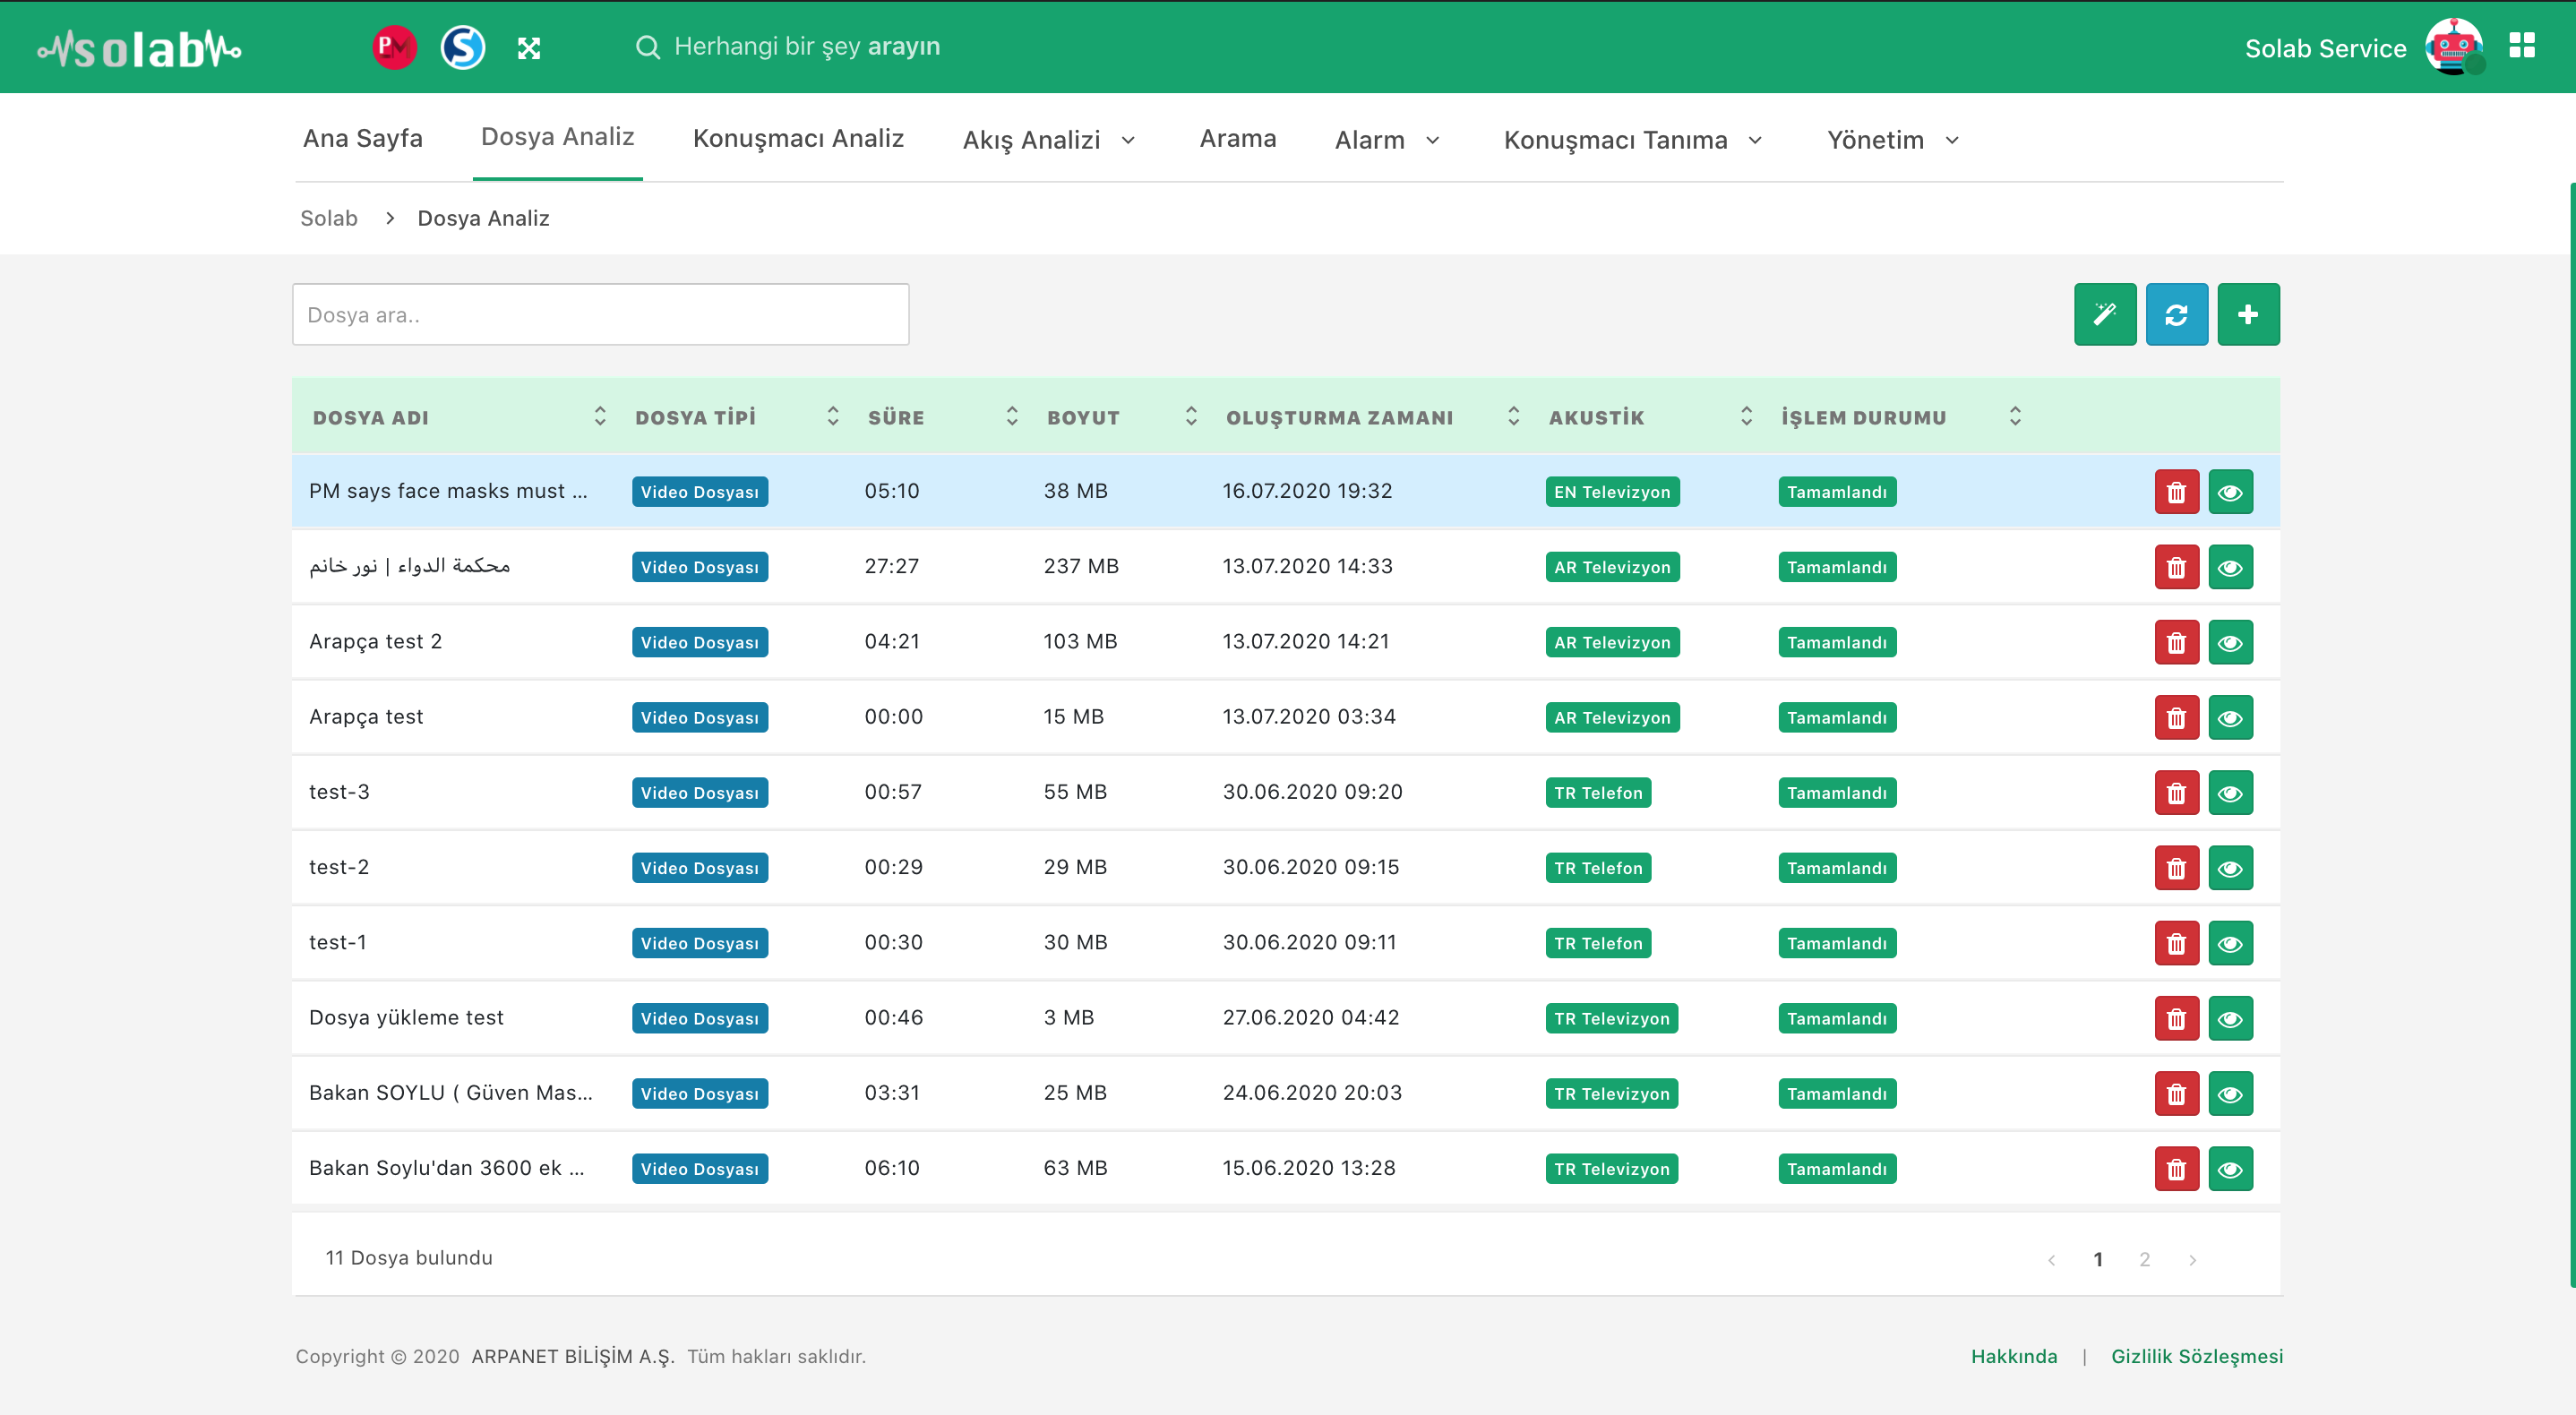 solab PM S Herhangi bir şey arayın Solab Service
Ana Sayfa Dosya Analiz Konuşmacı Analiz Akış Analizi Arama Alarm Konuşmacı Tanıma Yönetim
Solab > Dosya Analiz
Dosya ara..
DOSYA ADI DOSYA TİPİ SÜRE BOYUT OLUŞTURMA ZAMANI AKUSTİK İŞLEM DURUMU
PM says face masks must ... Video Dosyası 05:10 38 MB 16.07.2020 19:32 EN Televizyon Tamamlandı
محكمة الدواء | نور خانم Video Dosyası 27:27 237 MB 13.07.2020 14:33 AR Televizyon Tamamlandı
Arapça test 2 Video Dosyası 04:21 103 MB 13.07.2020 14:21 AR Televizyon Tamamlandı
Arapça test Video Dosyası 00:00 15 MB 13.07.2020 03:34 AR Televizyon Tamamlandı
test-3 Video Dosyası 00:57 55 MB 30.06.2020 09:20 TR Telefon Tamamlandı
test-2 Video Dosyası 00:29 29 MB 30.06.2020 09:15 TR Telefon Tamamlandı
test-1 Video Dosyası 00:30 30 MB 30.06.2020 09:11 TR Telefon Tamamlandı
Dosya yükleme test Video Dosyası 00:46 3 MB 27.06.2020 04:42 TR Televizyon Tamamlandı
Bakan SOYLU ( Güven Mas... Video Dosyası 03:31 25 MB 24.06.2020 20:03 TR Televizyon Tamamlandı
Bakan Soylu'dan 3600 ek ... Video Dosyası 06:10 63 MB 15.06.2020 13:28 TR Televizyon Tamamlandı
11 Dosya bulundu ‹ 1 2 ›
Copyright © 2020 ARPANET BİLİŞİM A.Ş. Tüm hakları saklıdır. Hakkında | Gizlilik Sözleşmesi